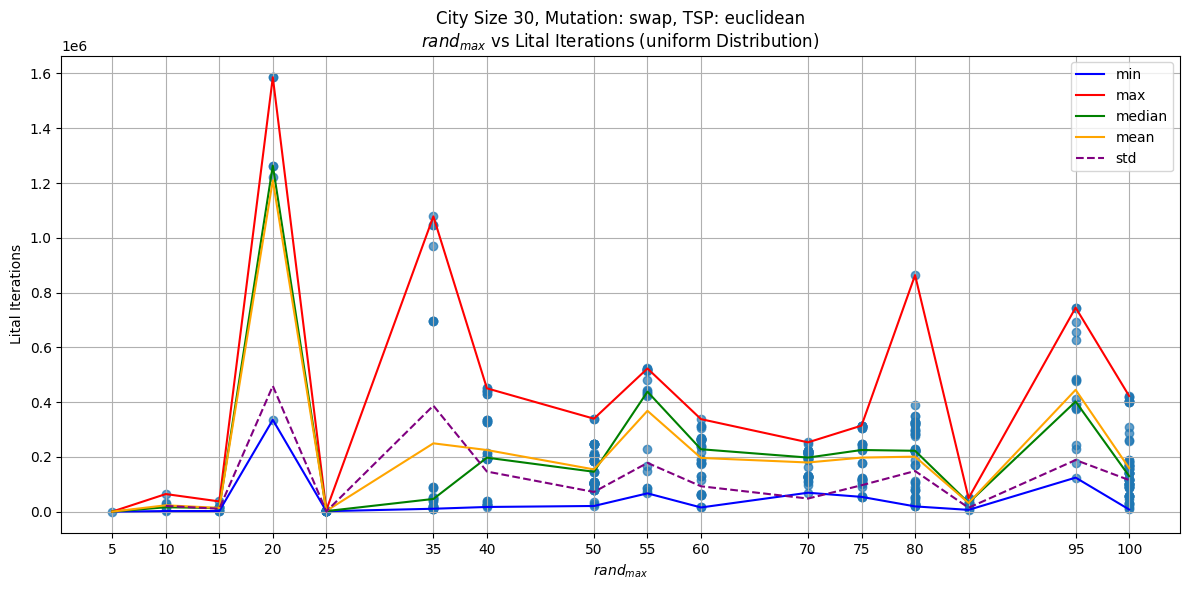 City Size 30, Mutation: swap, TSP: euclidean
rand_max vs Lital Iterations (uniform Distribution)
1e6
1.6
1.4
1.2
1.0
0.8
0.6
0.4
0.2
0.0
Lital Iterations
min
max
median
mean
std
5 10 15 20 25 35 40 50 55 60 70 75 80 85 95 100
rand_max